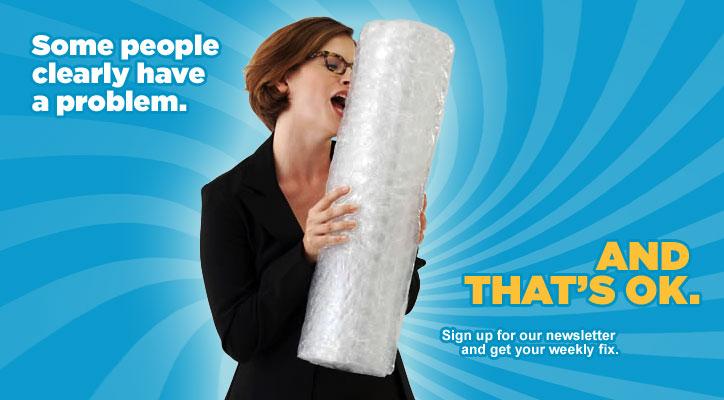 Some people
clearly have
a problem.
AND
THAT'S OK.
Sign up for our newsletter
and get your weekly fix.